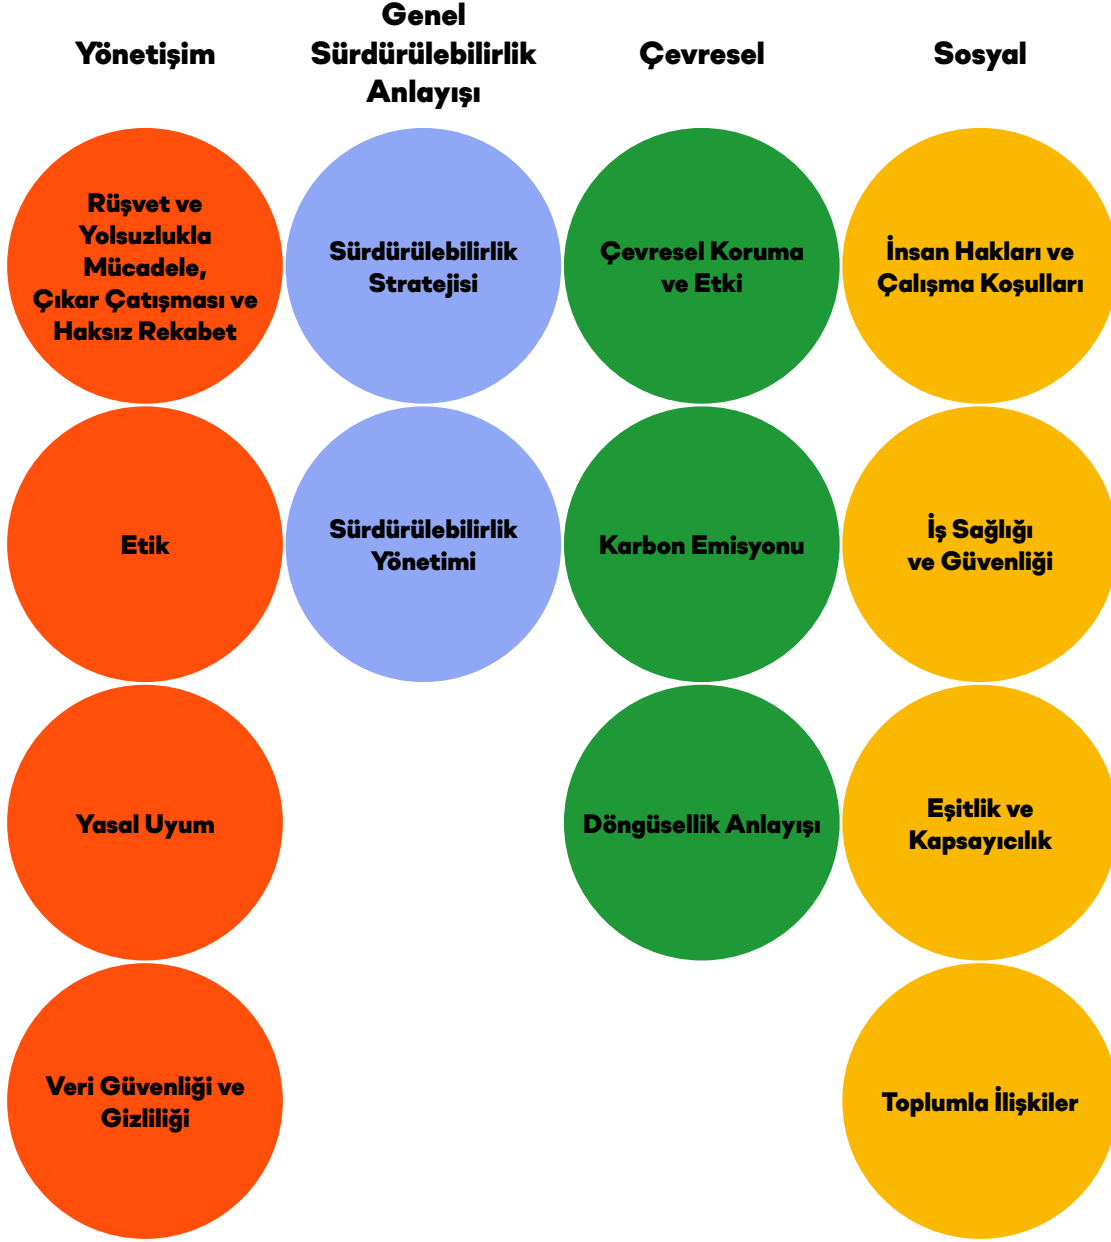 Yönetişim
Genel
Sürdürülebilirlik
Anlayışı
Çevresel
Sosyal
Rüşvet ve
Yolsuzlukla
Mücadele,
Çıkar Çatışması ve
Haksız Rekabet
Sürdürülebilirlik
Stratejisi
Çevresel Koruma
ve Etki
İnsan Hakları ve
Çalışma Koşulları
Etik
Sürdürülebilirlik
Yönetimi
Karbon Emisyonu
İş Sağlığı
ve Güvenliği
Yasal Uyum
Döngüsellik Anlayışı
Eşitlik ve
Kapsayıcılık
Veri Güvenliği ve
Gizliliği
Toplumla İlişkiler